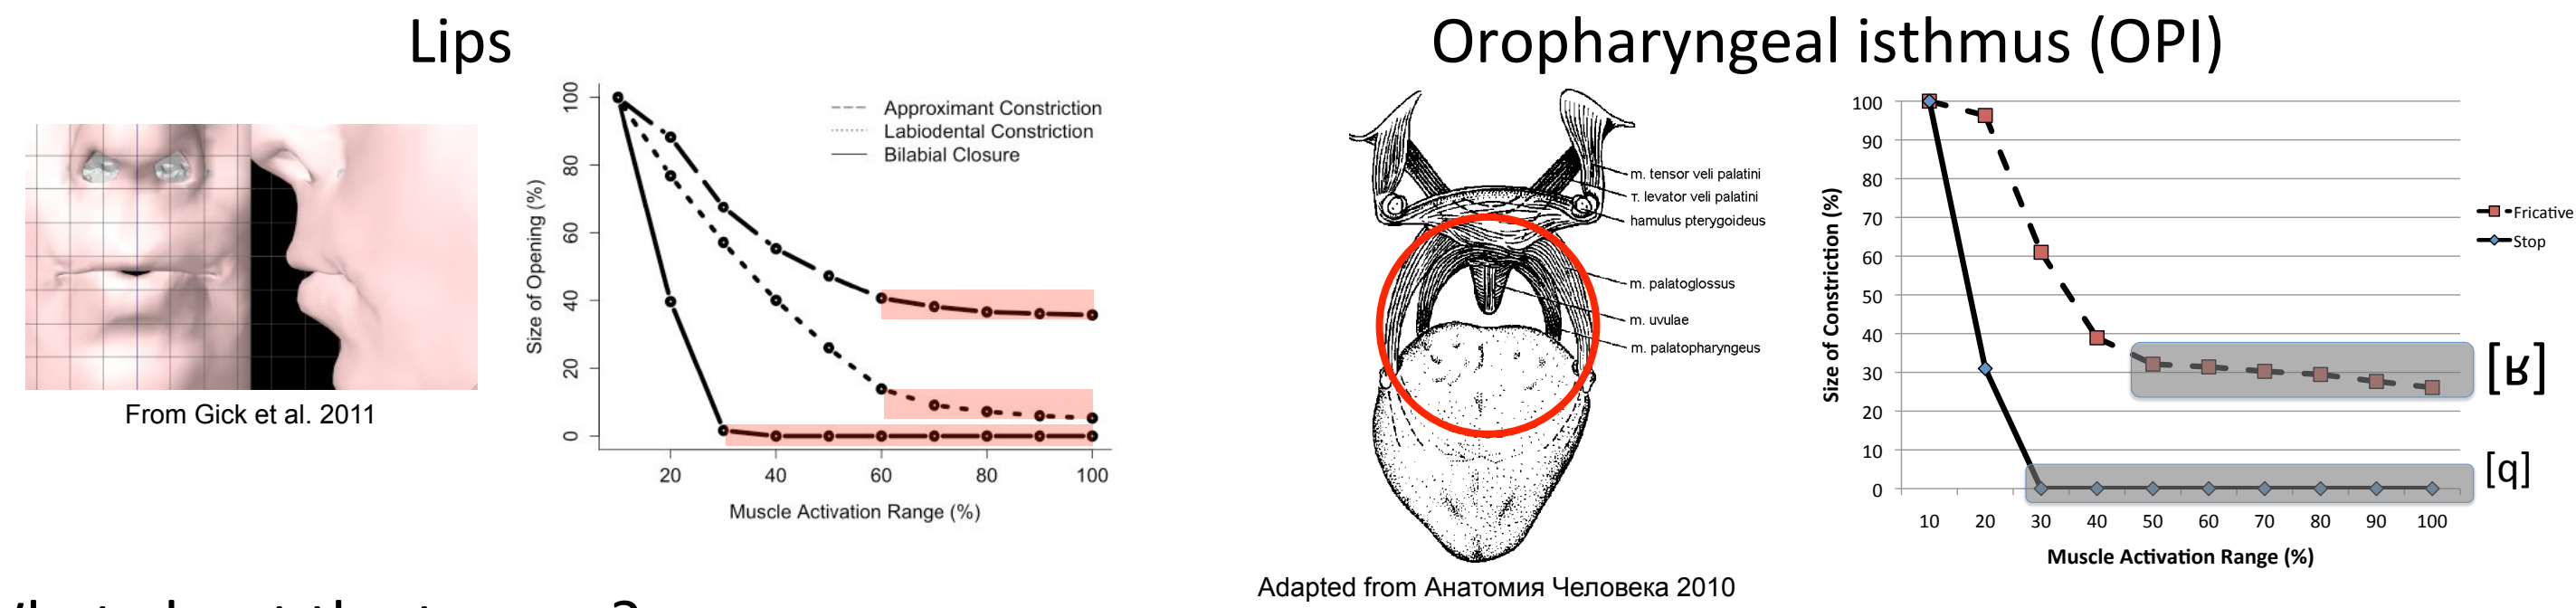 Lips
Oropharyngeal isthmus (OPI)
From Gick et al. 2011
Size of Opening (%)
100
80
60
40
20
0
Approximant Constriction
Labiodental Constriction
Bilabial Closure
20 40 60 80 100
Muscle Activation Range (%)
m. tensor veli palatini
т. levator veli palatini
hamulus pterygoideus
m. palatoglossus
m. uvulae
m. palatopharyngeus
Adapted from Анатомия Человека 2010
Size of Constriction (%)
100
90
80
70
60
50
40
30
20
10
0
10 20 30 40 50 60 70 80 90 100
Muscle Activation Range (%)
Fricative
Stop
[ʁ]
[q]